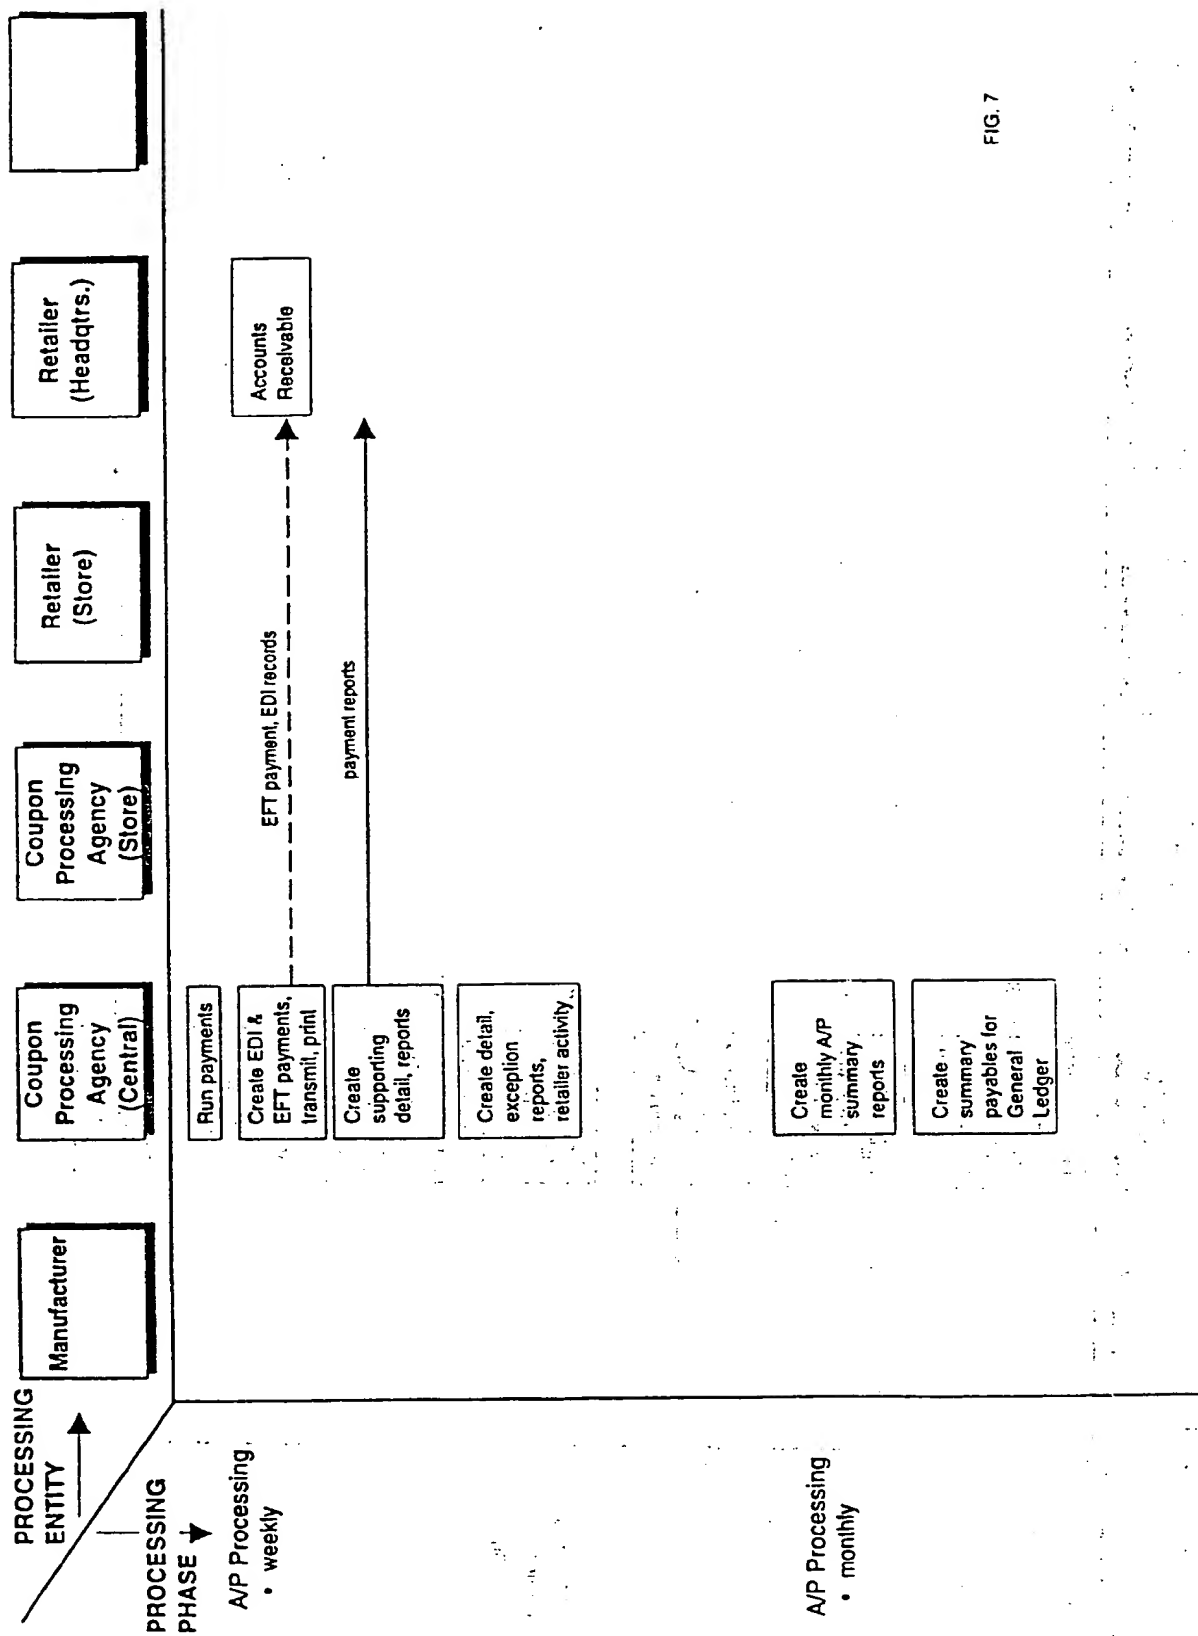 PROCESSING
ENTITY
PROCESSING
PHASE
Manufacturer
Coupon
Processing
Agency
(Central)
Coupon
Processing
Agency
(Store)
Retailer
(Store)
Retailer
(Headqtrs.)
A/P Processing
• weekly
Run payments
Create EDI &
EFT payments,
transmit, print
EFT payment, EDI records
Accounts
Receivable
Create
supporting
detail, reports
payment reports
Create detail,
exception
reports,
retailer activity
A/P Processing
• monthly
Create
monthly A/P
summary
reports
Create
summary
payables for
General
Ledger
FIG. 7